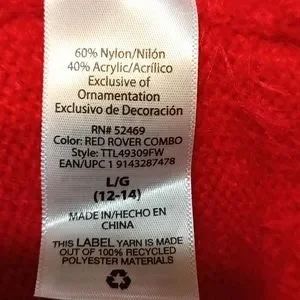 60% Nylon/Nilón
40% Acrylic/Acrílico
Exclusive of
Ornamentation
Exclusivo de Decoración
RN# 52469
Color: RED ROVER COMBO
Style: TTL49309FW
EAN/UPC 1 9143287478
L/G
(12-14)
MADE IN/HECHO EN
CHINA
THIS LABEL YARN IS MADE
OUT OF 100% RECYCLED
POLYESTER MATERIALS